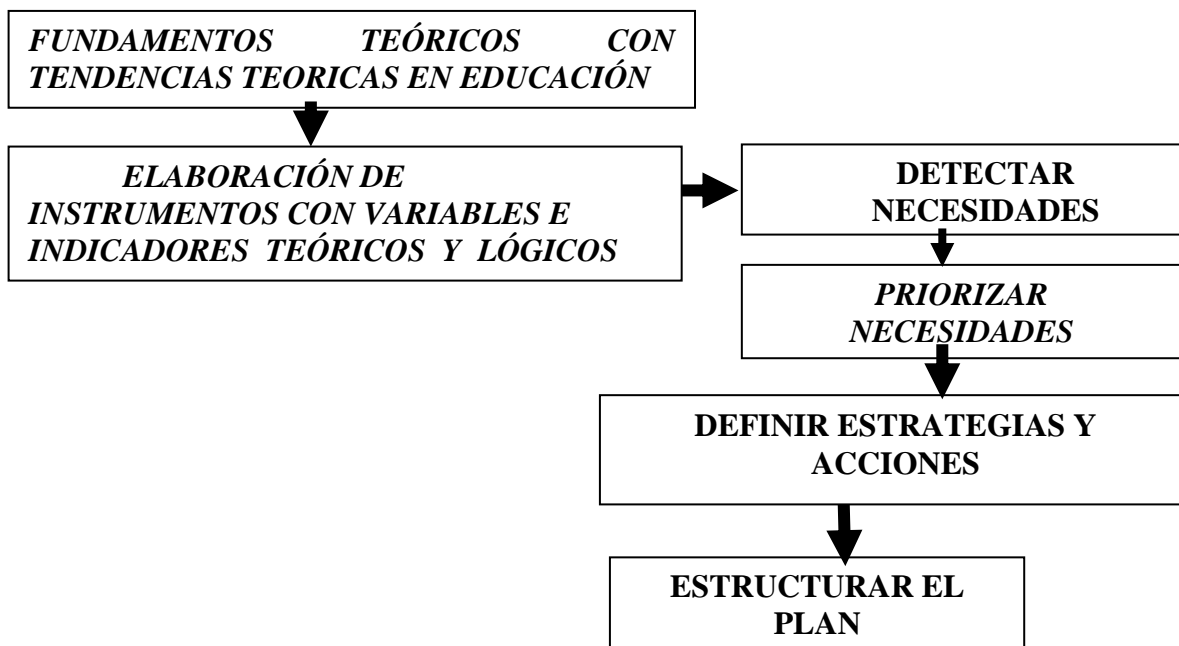 FUNDAMENTOS TEÓRICOS CON
TENDENCIAS TEORICAS EN EDUCACIÓN
ELABORACIÓN DE
INSTRUMENTOS CON VARIABLES E
INDICADORES TEÓRICOS Y LÓGICOS
DETECTAR
NECESIDADES
PRIORIZAR
NECESIDADES
DEFINIR ESTRATEGIAS Y
ACCIONES
ESTRUCTURAR EL
PLAN